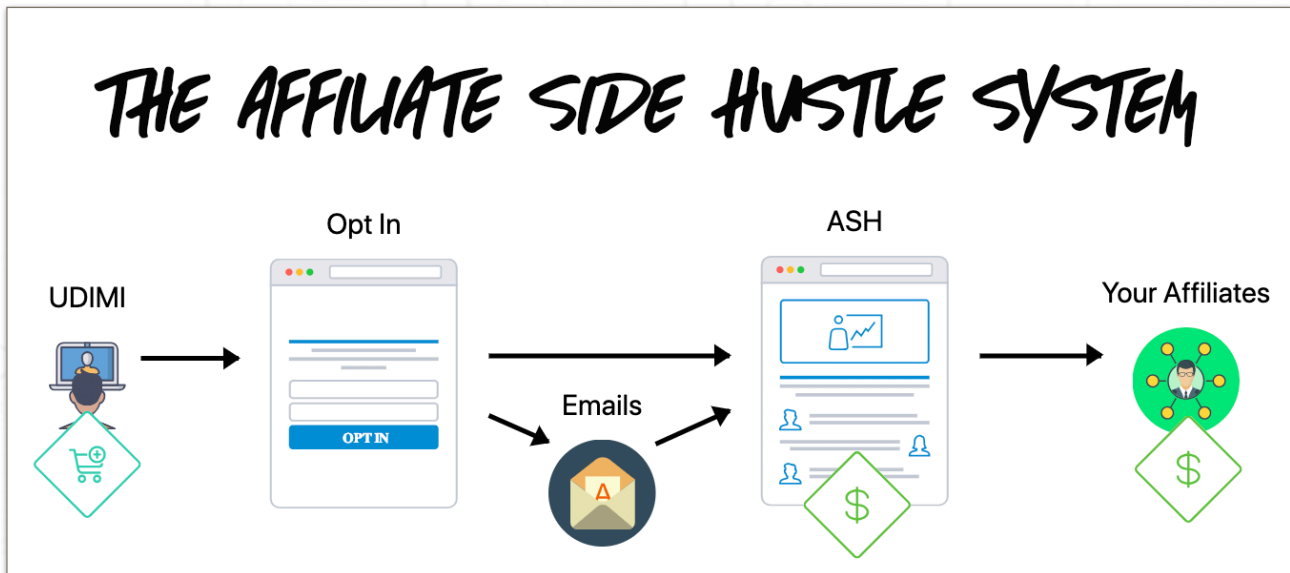 THE AFFILIATE SIDE HUSTLE SYSTEM
Opt In
ASH
UDIMI
Your Affiliates
Emails
OPT IN
A
$
$